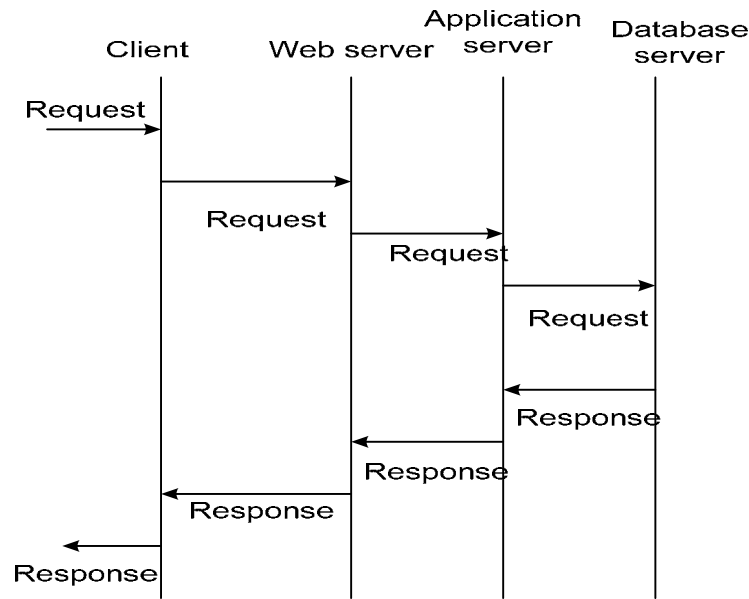 Client
Web server
Application
server
Database
server
Request
Request
Request
Request
Response
Response
Response
Response